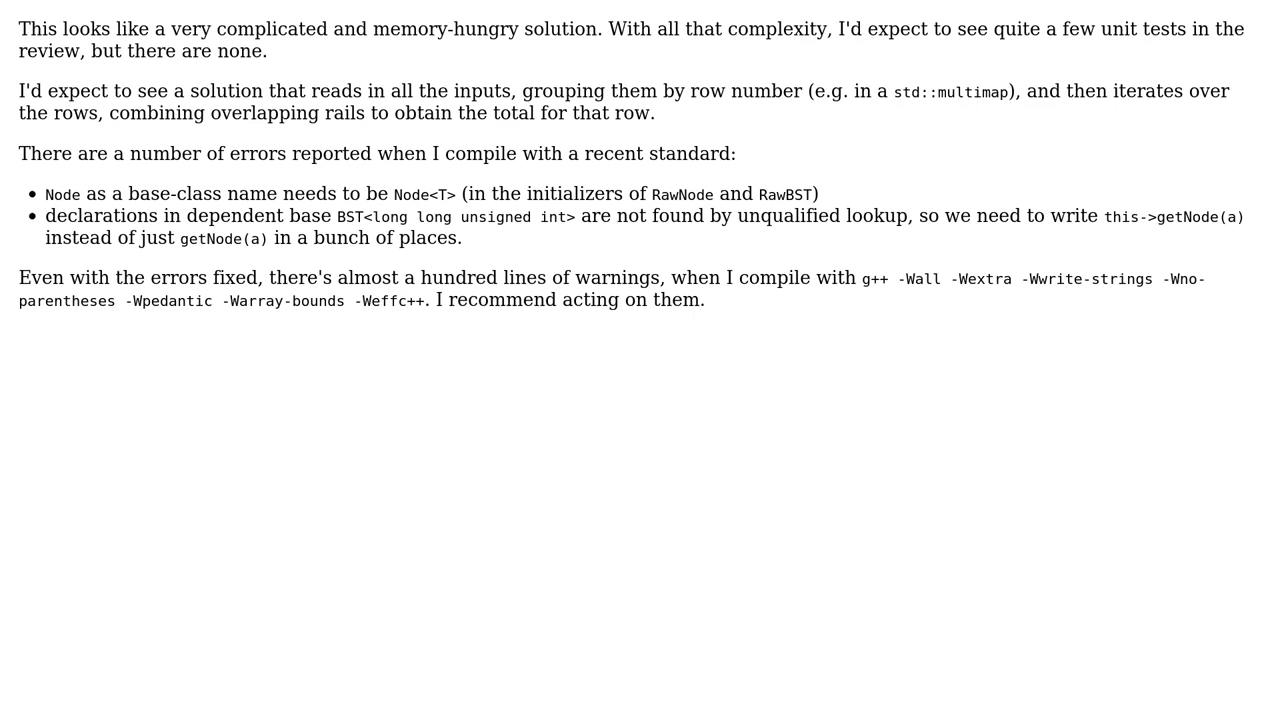 This looks like a very complicated and memory-hungry solution. With all that complexity, I'd expect to see quite a few unit tests in the
review, but there are none.
I'd expect to see a solution that reads in all the inputs, grouping them by row number (e.g. in a std::multimap), and then iterates over
the rows, combining overlapping rails to obtain the total for that row.
There are a number of errors reported when I compile with a recent standard:
• Node as a base-class name needs to be Node<T> (in the initializers of RawNode and RawBST)
• declarations in dependent base BST<long long unsigned int> are not found by unqualified lookup, so we need to write this->getNode(a)
instead of just getNode(a) in a bunch of places.
Even with the errors fixed, there's almost a hundred lines of warnings, when I compile with g++ -Wall -Wextra -Wwrite-strings -Wno-
parentheses -Wpedantic -Warray-bounds -Weffc++. I recommend acting on them.